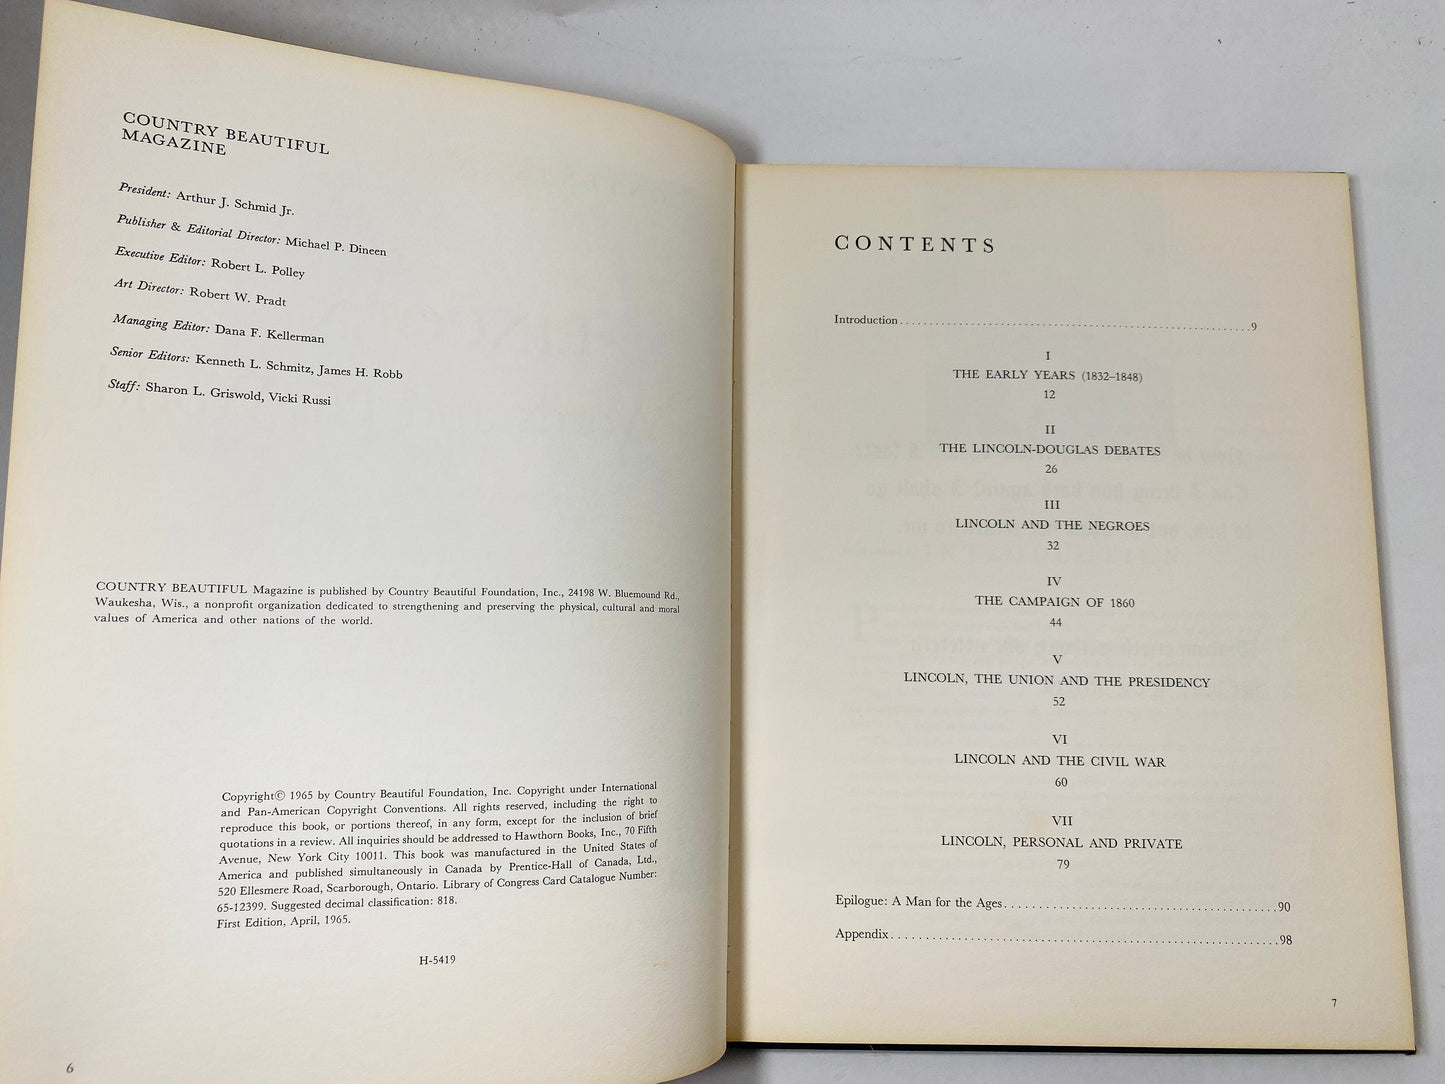 COUNTRY BEAUTIFUL
MAGAZINE
President: Arthur J. Schmid Jr.
Publisher & Editorial Director: Michael P. Dineen
Executive Editor: Robert L. Polley
Art Director: Robert W. Pradt
Managing Editor: Dana F. Kellerman
Senior Editors: Kenneth L. Schmitz, James H. Robb
Staff: Sharon L. Griswold, Vicki Russi
COUNTRY BEAUTIFUL Magazine is published by Country Beautiful Foundation, Inc., 24198 W. Bluemound Rd.,
Waukesha, Wis., a nonprofit organization dedicated to strengthening and preserving the physical, cultural and moral
values of America and other nations of the world.
Copyright© 1965 by Country Beautiful Foundation, Inc. Copyright under International
and Pan-American Copyright Conventions. All rights reserved, including the right to
reproduce this book, or portions thereof, in any form, except for the inclusion of brief
quotations in a review. All inquiries should be addressed to Hawthorn Books, Inc., 70 Fifth
Avenue, New York City 10011. This book was manufactured in the United States of
America and published simultaneously in Canada by Prentice-Hall of Canada, Ltd.,
520 Ellesmere Road, Scarborough, Ontario. Library of Congress Card Catalogue Number:
65-12399. Suggested decimal classification: 818.
First Edition, April, 1965.
H-5419
6
CONTENTS
Introduction..................................................9
I
THE EARLY YEARS (1832–1848)
12
II
THE LINCOLN-DOUGLAS DEBATES
26
III
LINCOLN AND THE NEGROES
32
IV
THE CAMPAIGN OF 1860
44
V
LINCOLN, THE UNION AND THE PRESIDENCY
52
VI
LINCOLN AND THE CIVIL WAR
60
VII
LINCOLN, PERSONAL AND PRIVATE
79
Epilogue: A Man for the Ages.......................................90
Appendix.......................................................98
7